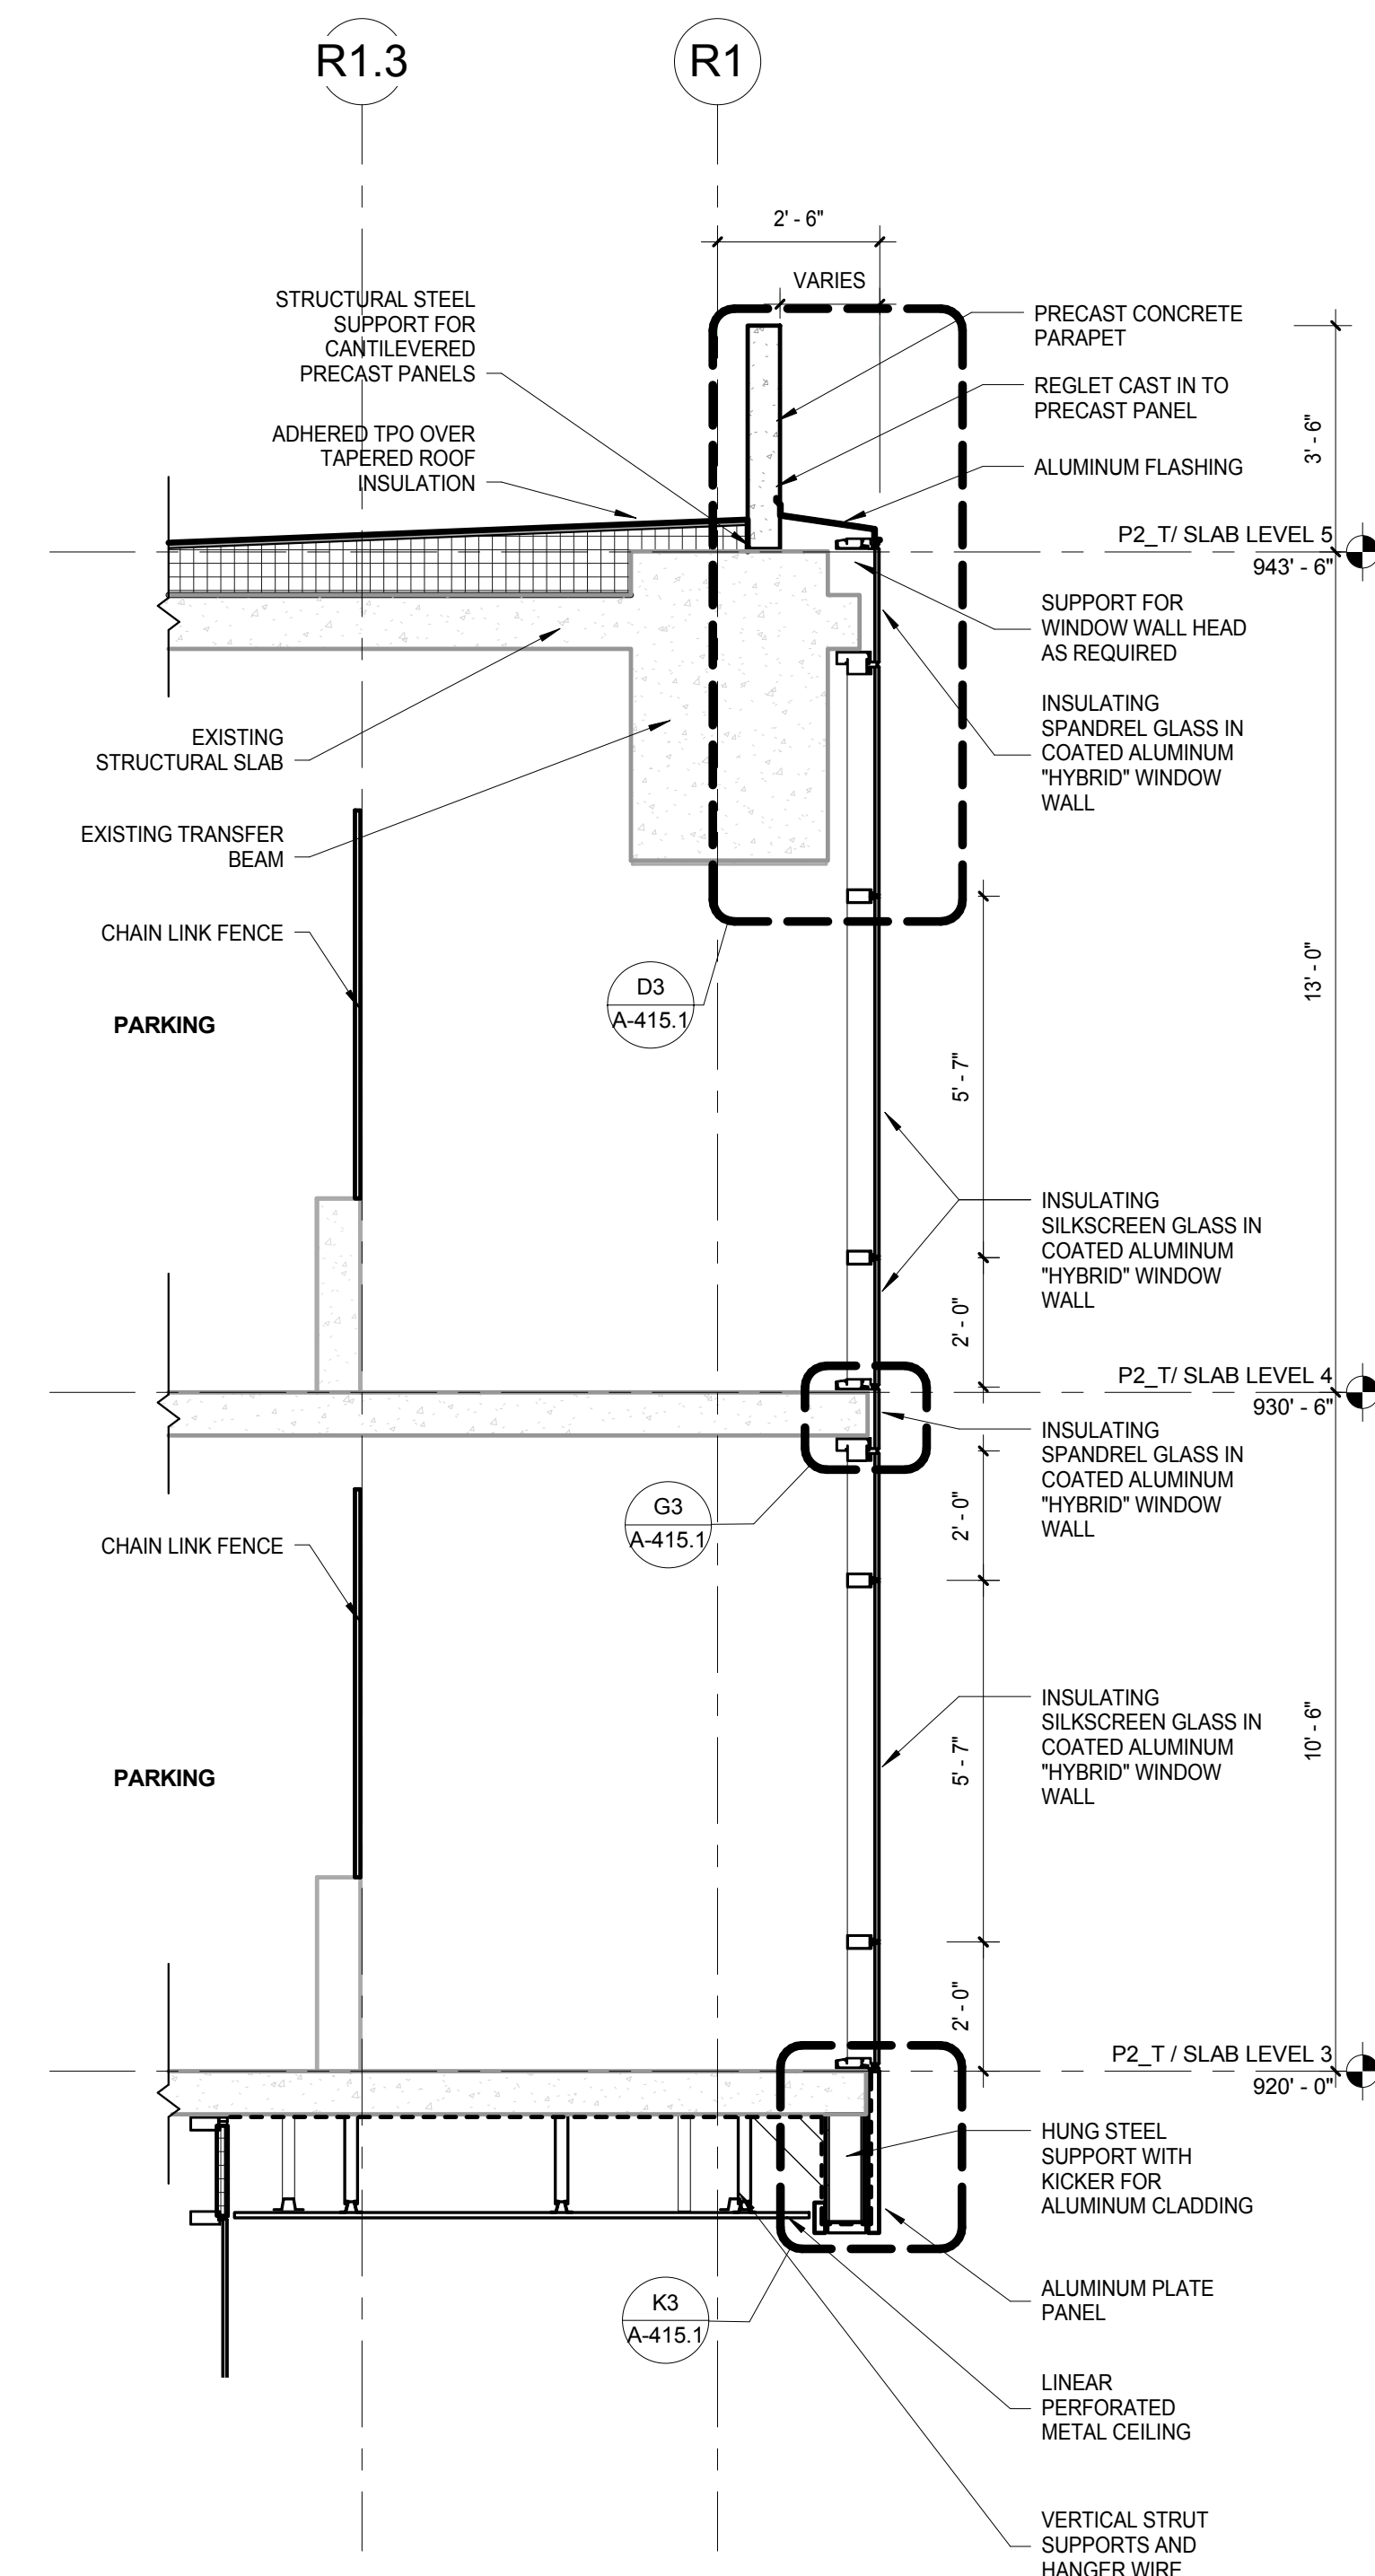 R1.3
R1
2' - 6"
VARIES
STRUCTURAL STEEL
SUPPORT FOR
CANTILEVERED
PRECAST PANELS
ADHERED TPO OVER
TAPERED ROOF
INSULATION
PRECAST CONCRETE
PARAPET
REGLET CAST IN TO
PRECAST PANEL
ALUMINUM FLASHING
3' - 6"
P2_T/ SLAB LEVEL 5
943' - 6"
SUPPORT FOR
WINDOW WALL HEAD
AS REQUIRED
INSULATING
SPANDREL GLASS IN
COATED ALUMINUM
"HYBRID" WINDOW
WALL
EXISTING
STRUCTURAL SLAB
EXISTING TRANSFER
BEAM
CHAIN LINK FENCE
PARKING
D3
A-415.1
13' - 0"
5' - 7"
INSULATING
SILKSCREEN GLASS IN
COATED ALUMINUM
"HYBRID" WINDOW
WALL
2' - 0"
P2_T/ SLAB LEVEL 4
930' - 6"
INSULATING
SPANDREL GLASS IN
COATED ALUMINUM
"HYBRID" WINDOW
WALL
G3
A-415.1
2' - 0"
CHAIN LINK FENCE
PARKING
INSULATING
SILKSCREEN GLASS IN
COATED ALUMINUM
"HYBRID" WINDOW
WALL
5' - 7"
10' - 6"
2' - 0"
P2_T / SLAB LEVEL 3
920' - 0"
HUNG STEEL
SUPPORT WITH
KICKER FOR
ALUMINUM CLADDING
K3
A-415.1
ALUMINUM PLATE
PANEL
LINEAR
PERFORATED
METAL CEILING
VERTICAL STRUT
SUPPORTS AND
HANGER WIRE